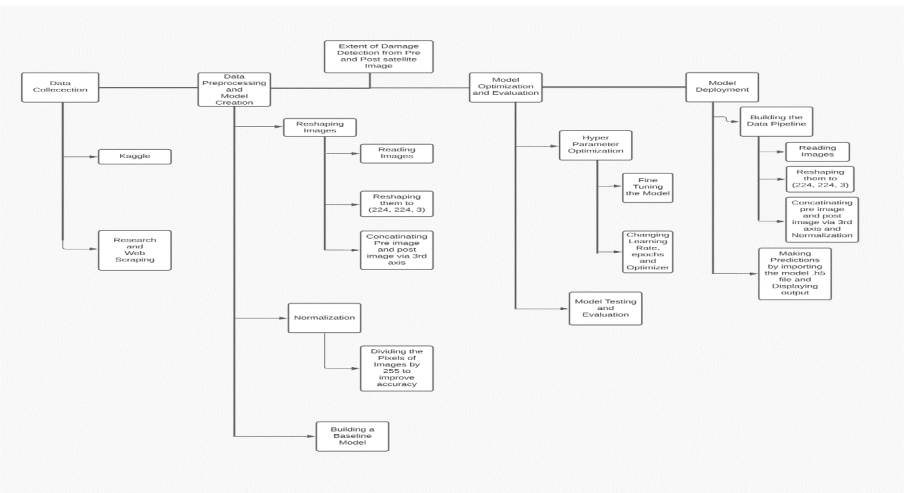 Extent of Damage
Detection from Pre
and Post satellite
Image
Data
Collecection
Kaggle
Research
and
Web
Scraping
Data
Preprocessing
and
Model
Creation
Reshaping
Images
Reading
Images
Reshaping
them to
(224, 224, 3)
Concatinating
Pre image
and post
image via 3rd
axis
Normalization
Dividing the
Pixels of
Images by
255 to
improve
accuracy
Building a
Baseline
Model
Model
Optimization
and Evaluation
Hyper
Parameter
Optimization
Fine
Tuning
the Model
Changing
Learning
Rate,
epochs
and
Optimizer
Model Testing
and
Evaluation
Model
Deployment
Building the
Data Pipeline
Reading
Images
Reshaping
them to
(224, 224, 3)
Concatinating
pre image
and post
image via 3rd
axis and
Normalization
Making
Predictions
by importing
the model .h5
file and
Displaying
output